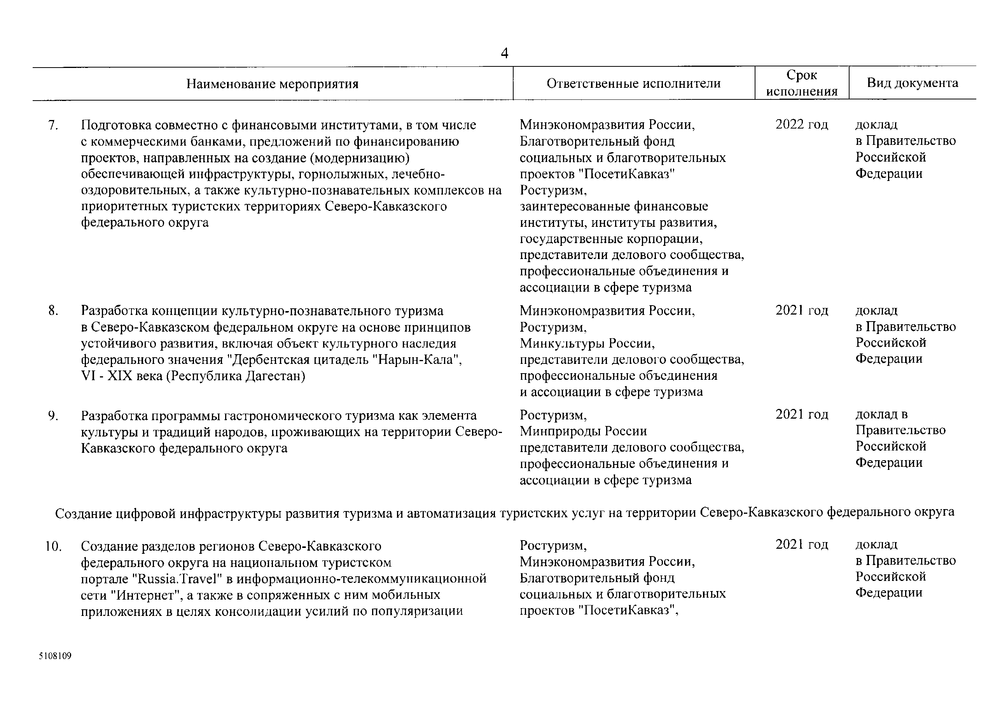 4
Наименование мероприятия
Ответственные исполнители
Срок
исполнения
Вид документа
7.
Подготовка совместно с финансовыми институтами, в том числе
с коммерческими банками, предложений по финансированию
проектов, направленных на создание (модернизацию)
обеспечивающей инфраструктуры, горнолыжных, лечебно-
оздоровительных, а также культурно-познавательных комплексов на
приоритетных туристских территориях Северо-Кавказского
федерального округа
Минэкономразвития России,
Благотворительный фонд
социальных и благотворительных
проектов "ПосетиКавказ"
Ростуризм,
заинтересованные финансовые
институты, институты развития,
государственные корпорации,
представители делового сообщества,
профессиональные объединения и
ассоциации в сфере туризма
2022 год
доклад
в Правительство
Российской
Федерации
8.
Разработка концепции культурно-познавательного туризма
в Северо-Кавказском федеральном округе на основе принципов
устойчивого развития, включая объект культурного наследия
федерального значения "Дербентская цитадель "Нарын-Кала",
VI - XIX века (Республика Дагестан)
Минэкономразвития России,
Ростуризм,
Минкультуры России,
представители делового сообщества,
профессиональные объединения
и ассоциации в сфере туризма
2021 год
доклад
в Правительство
Российской
Федерации
9.
Разработка программы гастрономического туризма как элемента
культуры и традиций народов, проживающих на территории Северо-
Кавказского федерального округа
Ростуризм,
Минприроды России
представители делового сообщества,
профессиональные объединения и
ассоциации в сфере туризма
2021 год
доклад в
Правительство
Российской
Федерации
Создание цифровой инфраструктуры развития туризма и автоматизация туристских услуг на территории Северо-Кавказского федерального округа
10.
Создание разделов регионов Северо-Кавказского
федерального округа на национальном туристском
портале "Russia.Travel" в информационно-телекоммуникационной
сети "Интернет", а также в сопряженных с ним мобильных
приложениях в целях консолидации усилий по популяризации
Ростуризм,
Минэкономразвития России,
Благотворительный фонд
социальных и благотворительных
проектов "ПосетиКавказ",
2021 год
доклад
в Правительство
Российской
Федерации
5108109